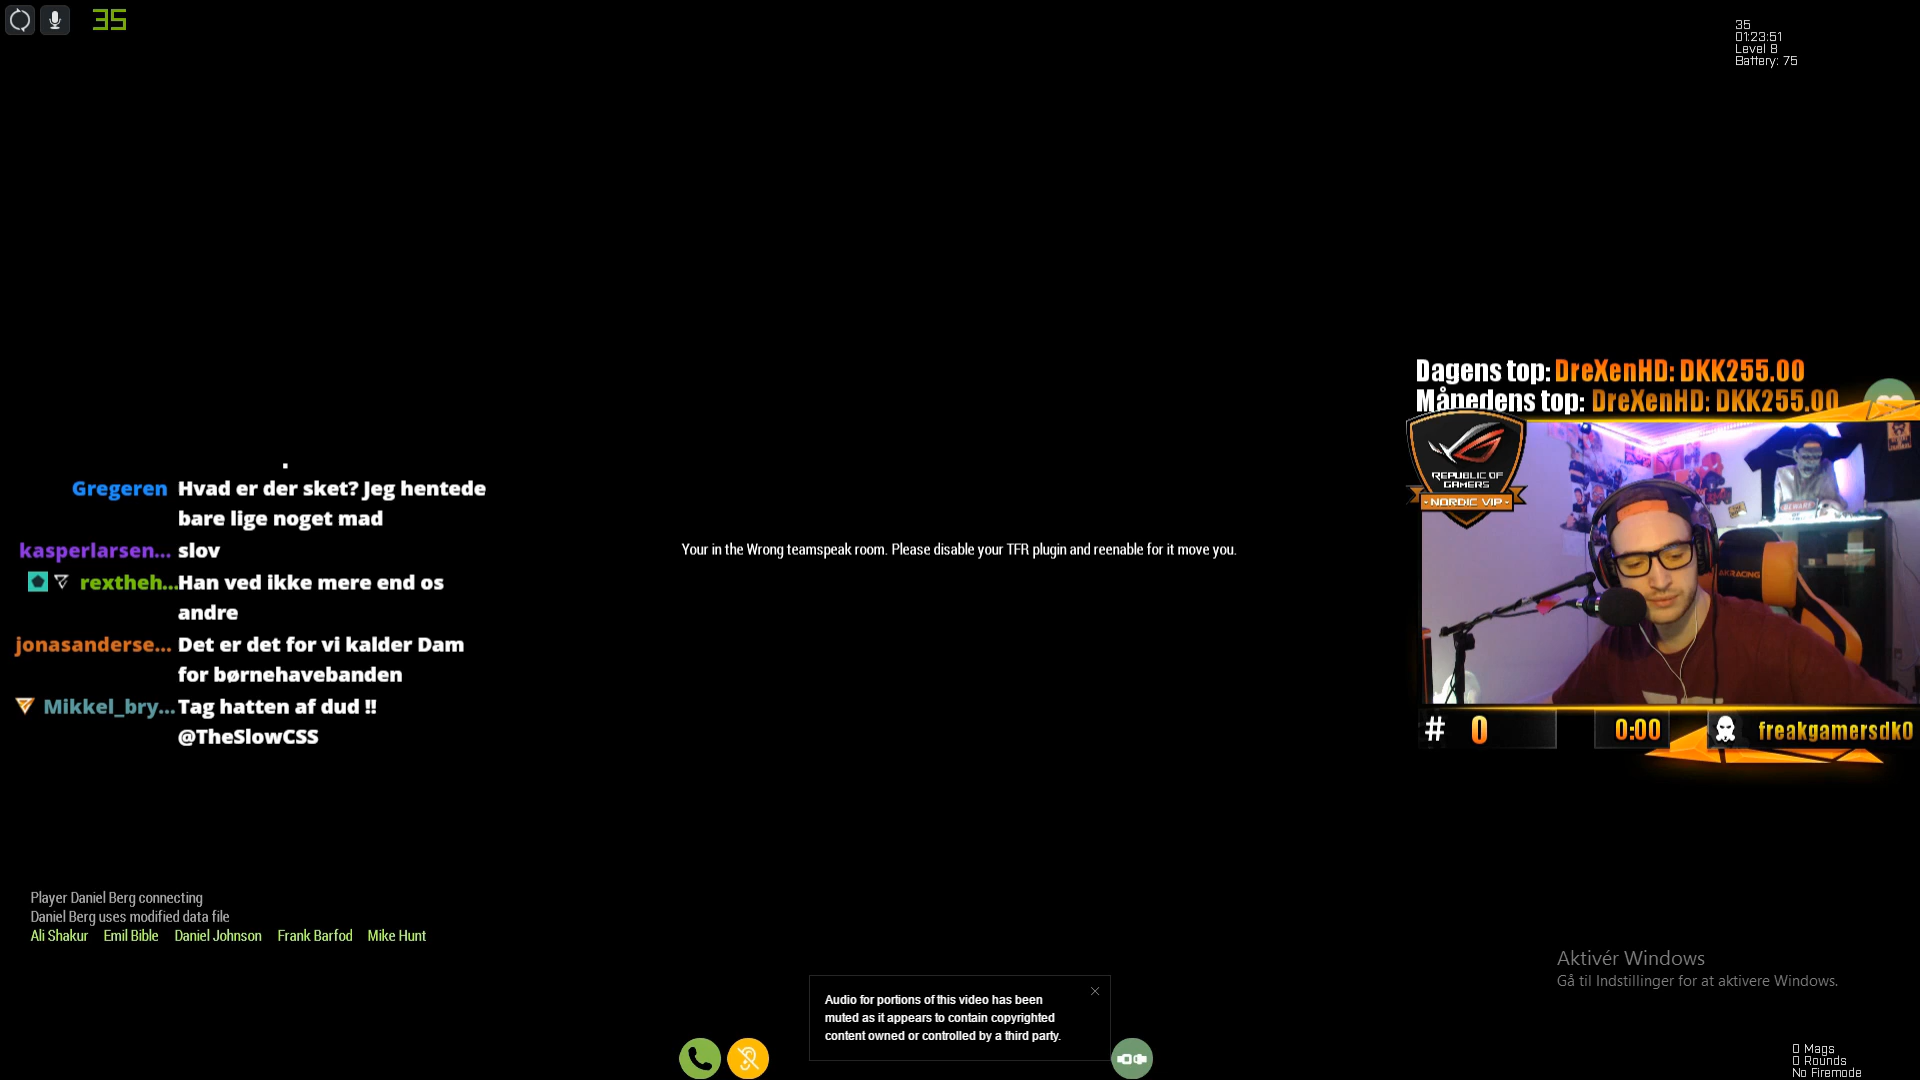 35
35
01:23:51
Level 8
Battery: 75
Dagens top: DreXenHD: DKK255.00
Månedens top: DreXenHD: DKK255.00
REPUBLIC OF
GAMERS
- NORDIC VIP -
AKRACING
BEWARE
Gregeren Hvad er der sket? Jeg hentede
bare lige noget mad
kasperlarsen... slov
rextheh... Han ved ikke mere end os
andre
jonasanderse... Det er det for vi kalder Dam
for børnehavebanden
Mikkel_bry... Tag hatten af dud !!
@TheSlowCSS
Your in the Wrong teamspeak room. Please disable your TFR plugin and reenable for it move you.
# 0
0:00
freakgamersdk0
Player Daniel Berg connecting
Daniel Berg uses modified data file
Ali Shakur Emil Bible Daniel Johnson Frank Barfod Mike Hunt
Aktivér Windows
Gå til Indstillinger for at aktivere Windows.
Audio for portions of this video has been
muted as it appears to contain copyrighted
content owned or controlled by a third party.
0 Mags
0 Rounds
No Firemode